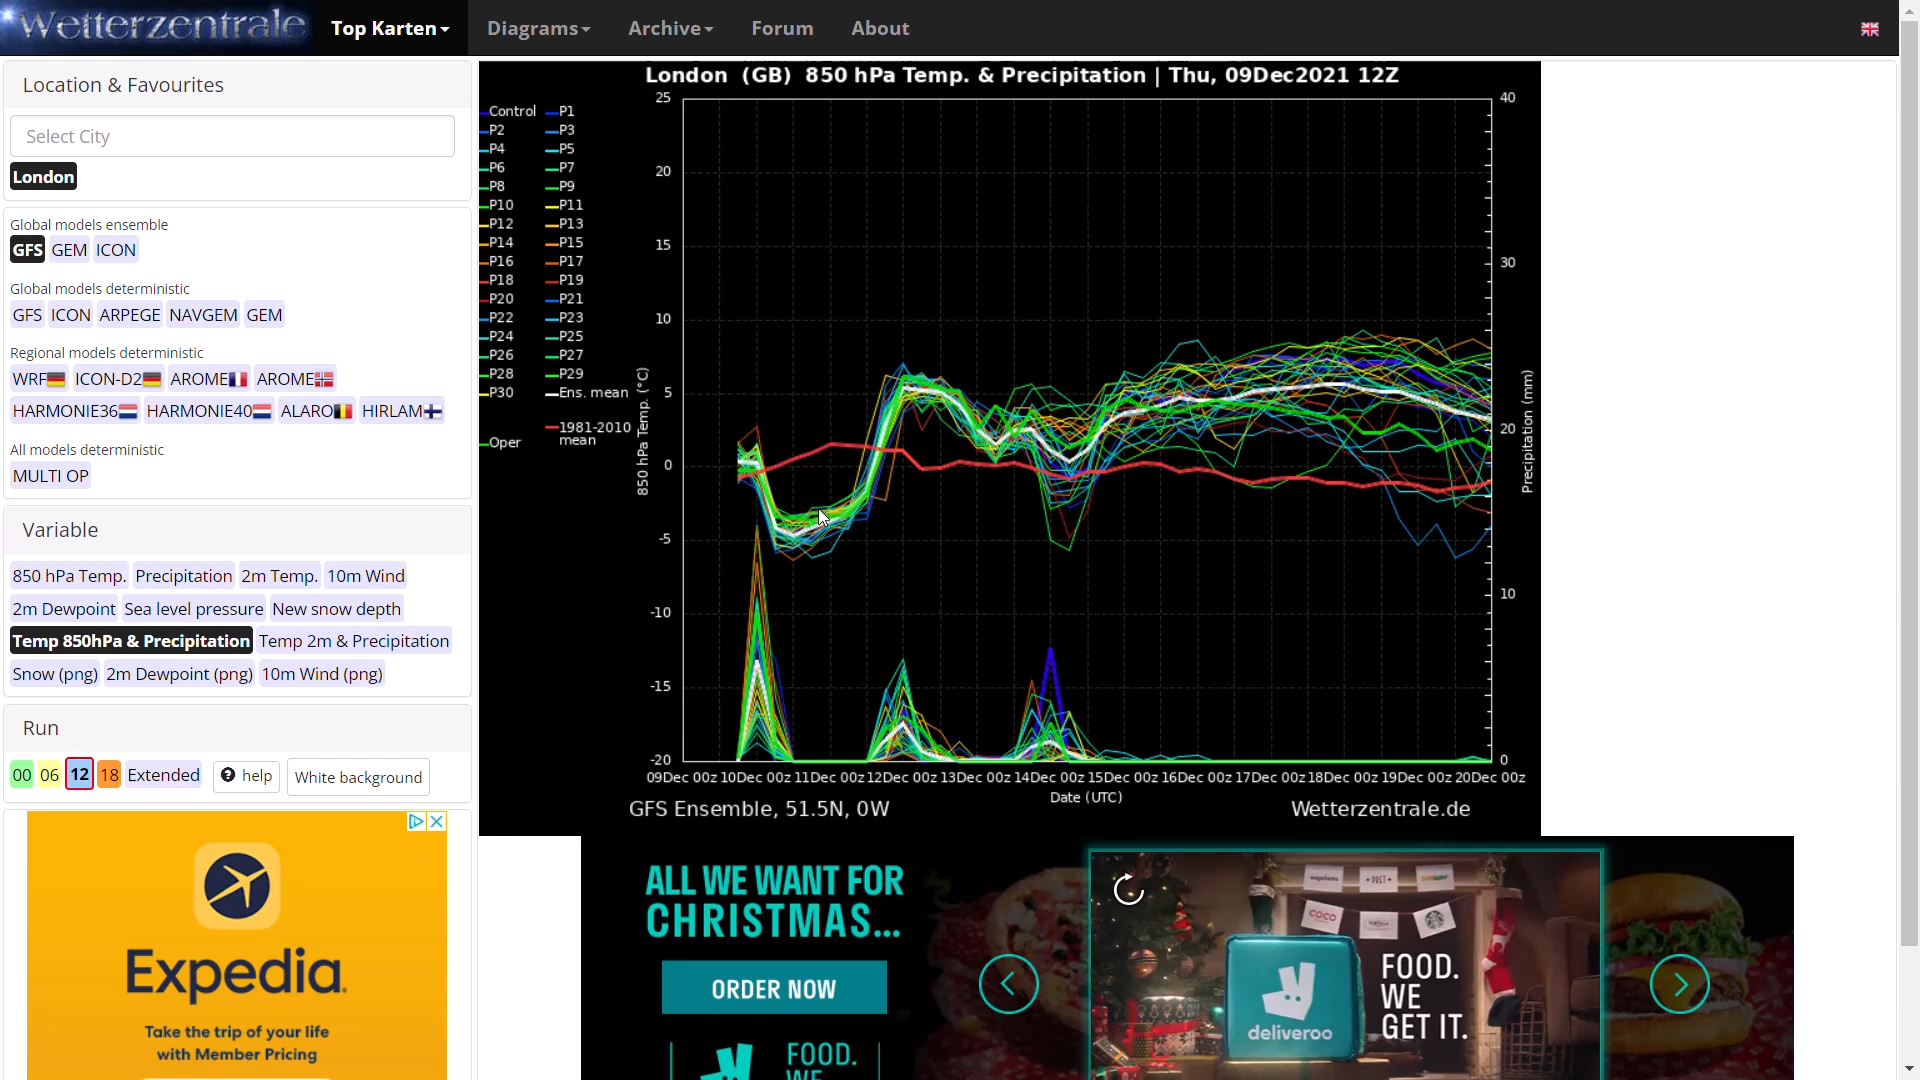 Wetterzentrale
Top Karten
Diagrams
Archive
Forum
About
Location & Favourites
Select City
London
Global models ensemble
GFS GEM ICON
Global models deterministic
GFS ICON ARPEGE NAVGEM GEM
Regional models deterministic
WRF ICON-D2 AROME AROME
HARMONIE36 HARMONIE40 ALARO HIRLAM
All models deterministic
MULTI OP
Variable
850 hPa Temp. Precipitation 2m Temp. 10m Wind
2m Dewpoint Sea level pressure New snow depth
Temp 850hPa & Precipitation Temp 2m & Precipitation
Snow (png) 2m Dewpoint (png) 10m Wind (png)
Run
00 06 12 18 Extended help White background
Expedia
Take the trip of your life
with Member Pricing
London (GB) 850 hPa Temp. & Precipitation | Thu, 09Dec2021 12Z
Control P1
P2 P3
P4 P5
P6 P7
P8 P9
P10 P11
P12 P13
P14 P15
P16 P17
P18 P19
P20 P21
P22 P23
P24 P25
P26 P27
P28 P29
P30 Ens. mean
Oper 1981-2010
mean
850 hPa Temp. (°C)
25
20
15
10
5
0
-5
-10
-15
-20
40
30
20
10
0
Precipitation (mm)
09Dec 00z 10Dec 00z 11Dec 00z 12Dec 00z 13Dec 00z 14Dec 00z 15Dec 00z 16Dec 00z 17Dec 00z 18Dec 00z 19Dec 00z 20Dec 00z
Date (UTC)
GFS Ensemble, 51.5N, 0W
Wetterzentrale.de
ALL WE WANT FOR
CHRISTMAS...
ORDER NOW
FOOD.
WE
PRET
SUBWAY
COCO
deliveroo
FOOD.
WE
GET IT.